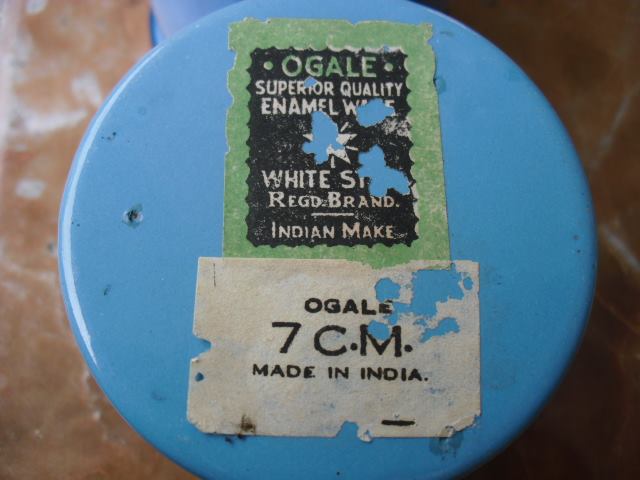 • OGALE •
SUPERIOR QUALITY
ENAMEL
WHITE
REGD. BRAND.
INDIAN MAKE
OGALE
7 C.M.
MADE IN INDIA.